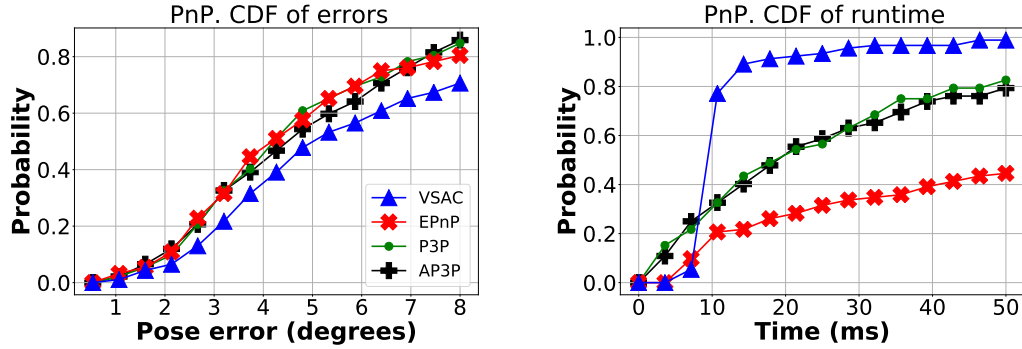 PnP. CDF of errors
Probability
0.8
0.6
0.4
0.2
0.0
VSAC
EPnP
P3P
AP3P
1 2 3 4 5 6 7 8
Pose error (degrees)
PnP. CDF of runtime
Probability
1.0
0.8
0.6
0.4
0.2
0.0
0 10 20 30 40 50
Time (ms)